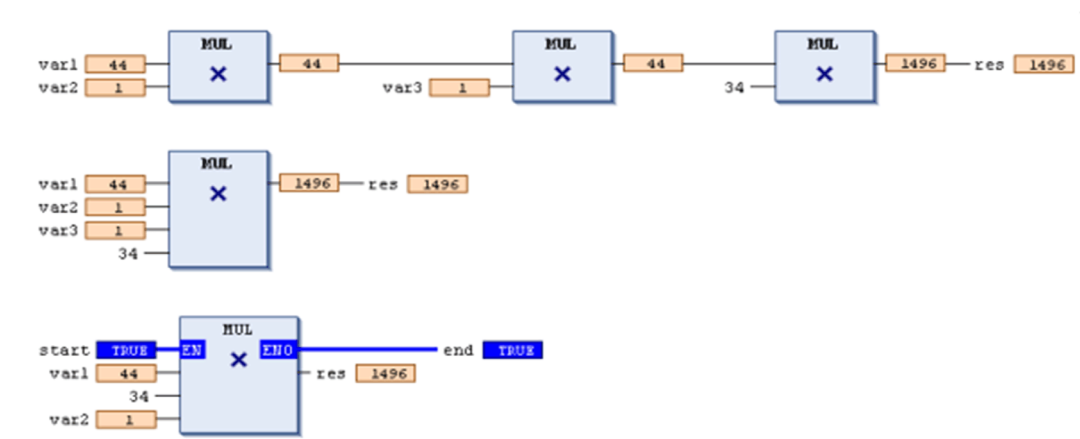 MUL MUL MUL
var1 44 44 44 1496 res 1496
var2 1 var3 1 34
MUL
var1 44 1496 res 1496
var2 1
var3 1
34
MUL
start TRUE EN ENO end TRUE
var1 44 res 1496
34
var2 1